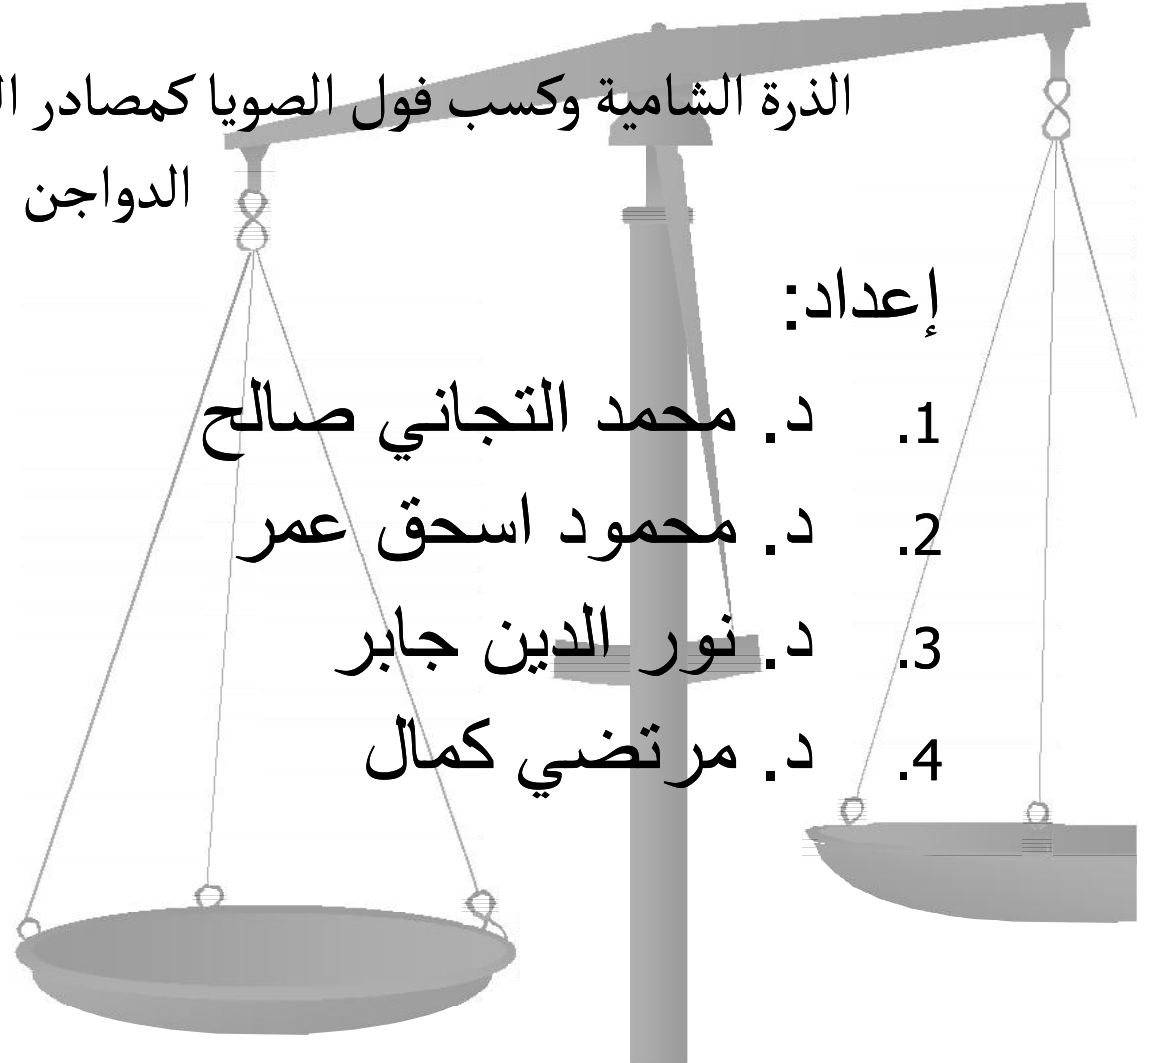 الذرة الشامية وكسب فول الصويا كمصادر
الدواجن
إعداد:
1. د. محمد التجاني صالح
2. د. محمود اسحق عمر
3. د. نور الدين جابر
4. د. مرتضي كمال